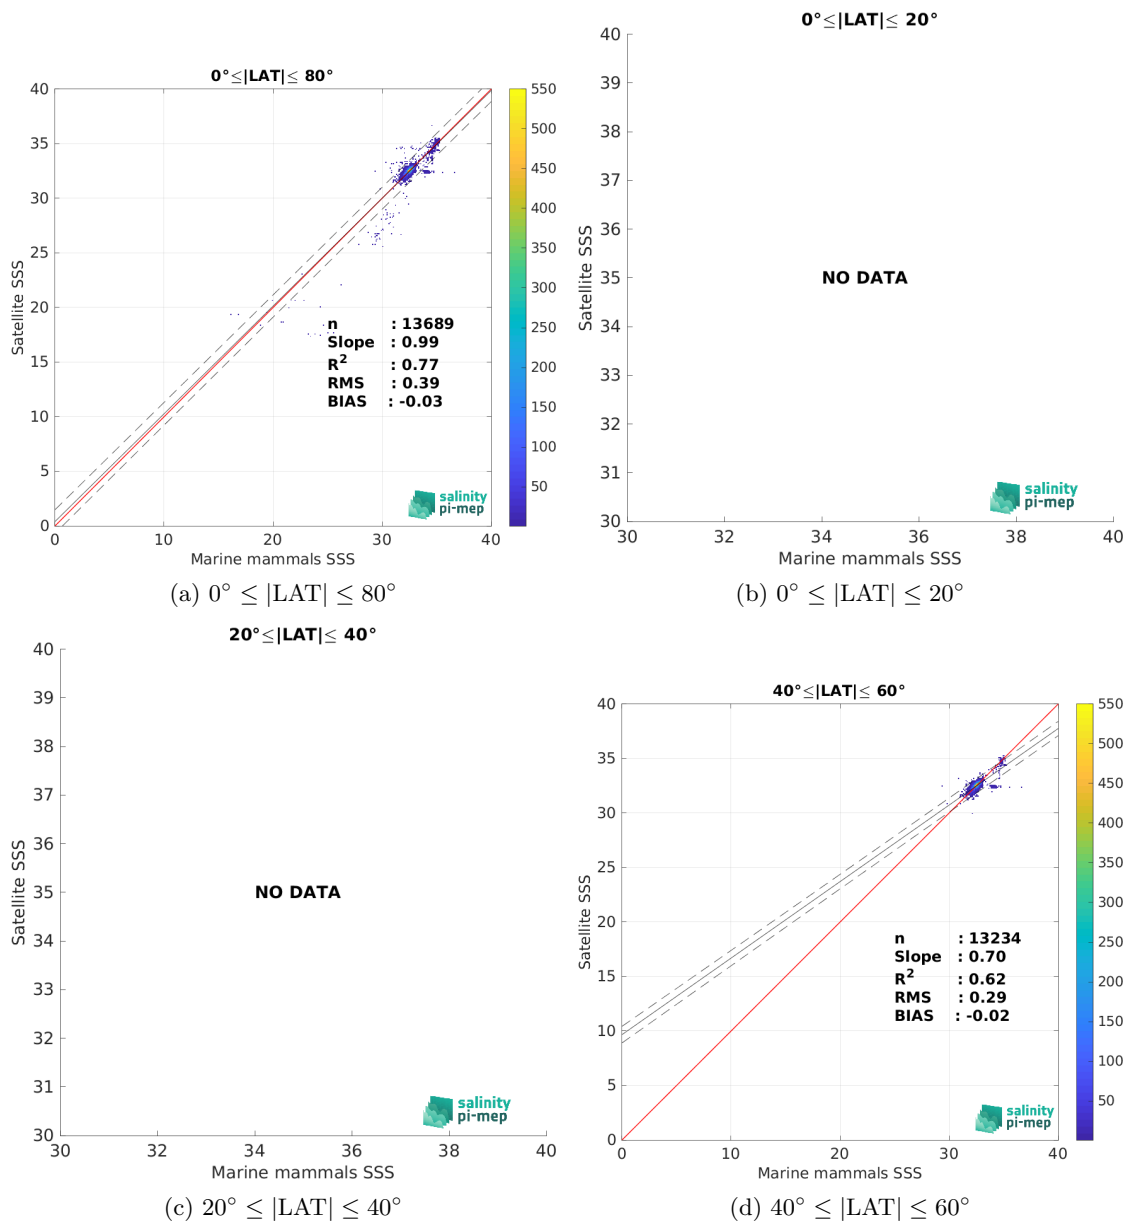 0°≤|LAT|≤ 80°
40
35
30
25
20
15
10
5
0
0
10
20
30
40
Satellite SSS
Marine mammals SSS
n : 13689
Slope : 0.99
R² : 0.77
RMS : 0.39
BIAS : -0.03
salinity
pi-mep
550
500
450
400
350
300
250
200
150
100
50
(a) 0° ≤ |LAT| ≤ 80°
0°≤|LAT|≤ 20°
40
39
38
37
36
35
34
33
32
31
30
30
32
34
36
38
40
Satellite SSS
NO DATA
Marine mammals SSS
salinity
pi-mep
(b) 0° ≤ |LAT| ≤ 20°
20°≤|LAT|≤ 40°
40
39
38
37
36
35
34
33
32
31
30
30
32
34
36
38
40
Satellite SSS
NO DATA
Marine mammals SSS
salinity
pi-mep
(c) 20° ≤ |LAT| ≤ 40°
40°≤|LAT|≤ 60°
40
35
30
25
20
15
10
5
0
0
10
20
30
40
Satellite SSS
Marine mammals SSS
n : 13234
Slope : 0.70
R² : 0.62
RMS : 0.29
BIAS : -0.02
salinity
pi-mep
550
500
450
400
350
300
250
200
150
100
50
(d) 40° ≤ |LAT| ≤ 60°